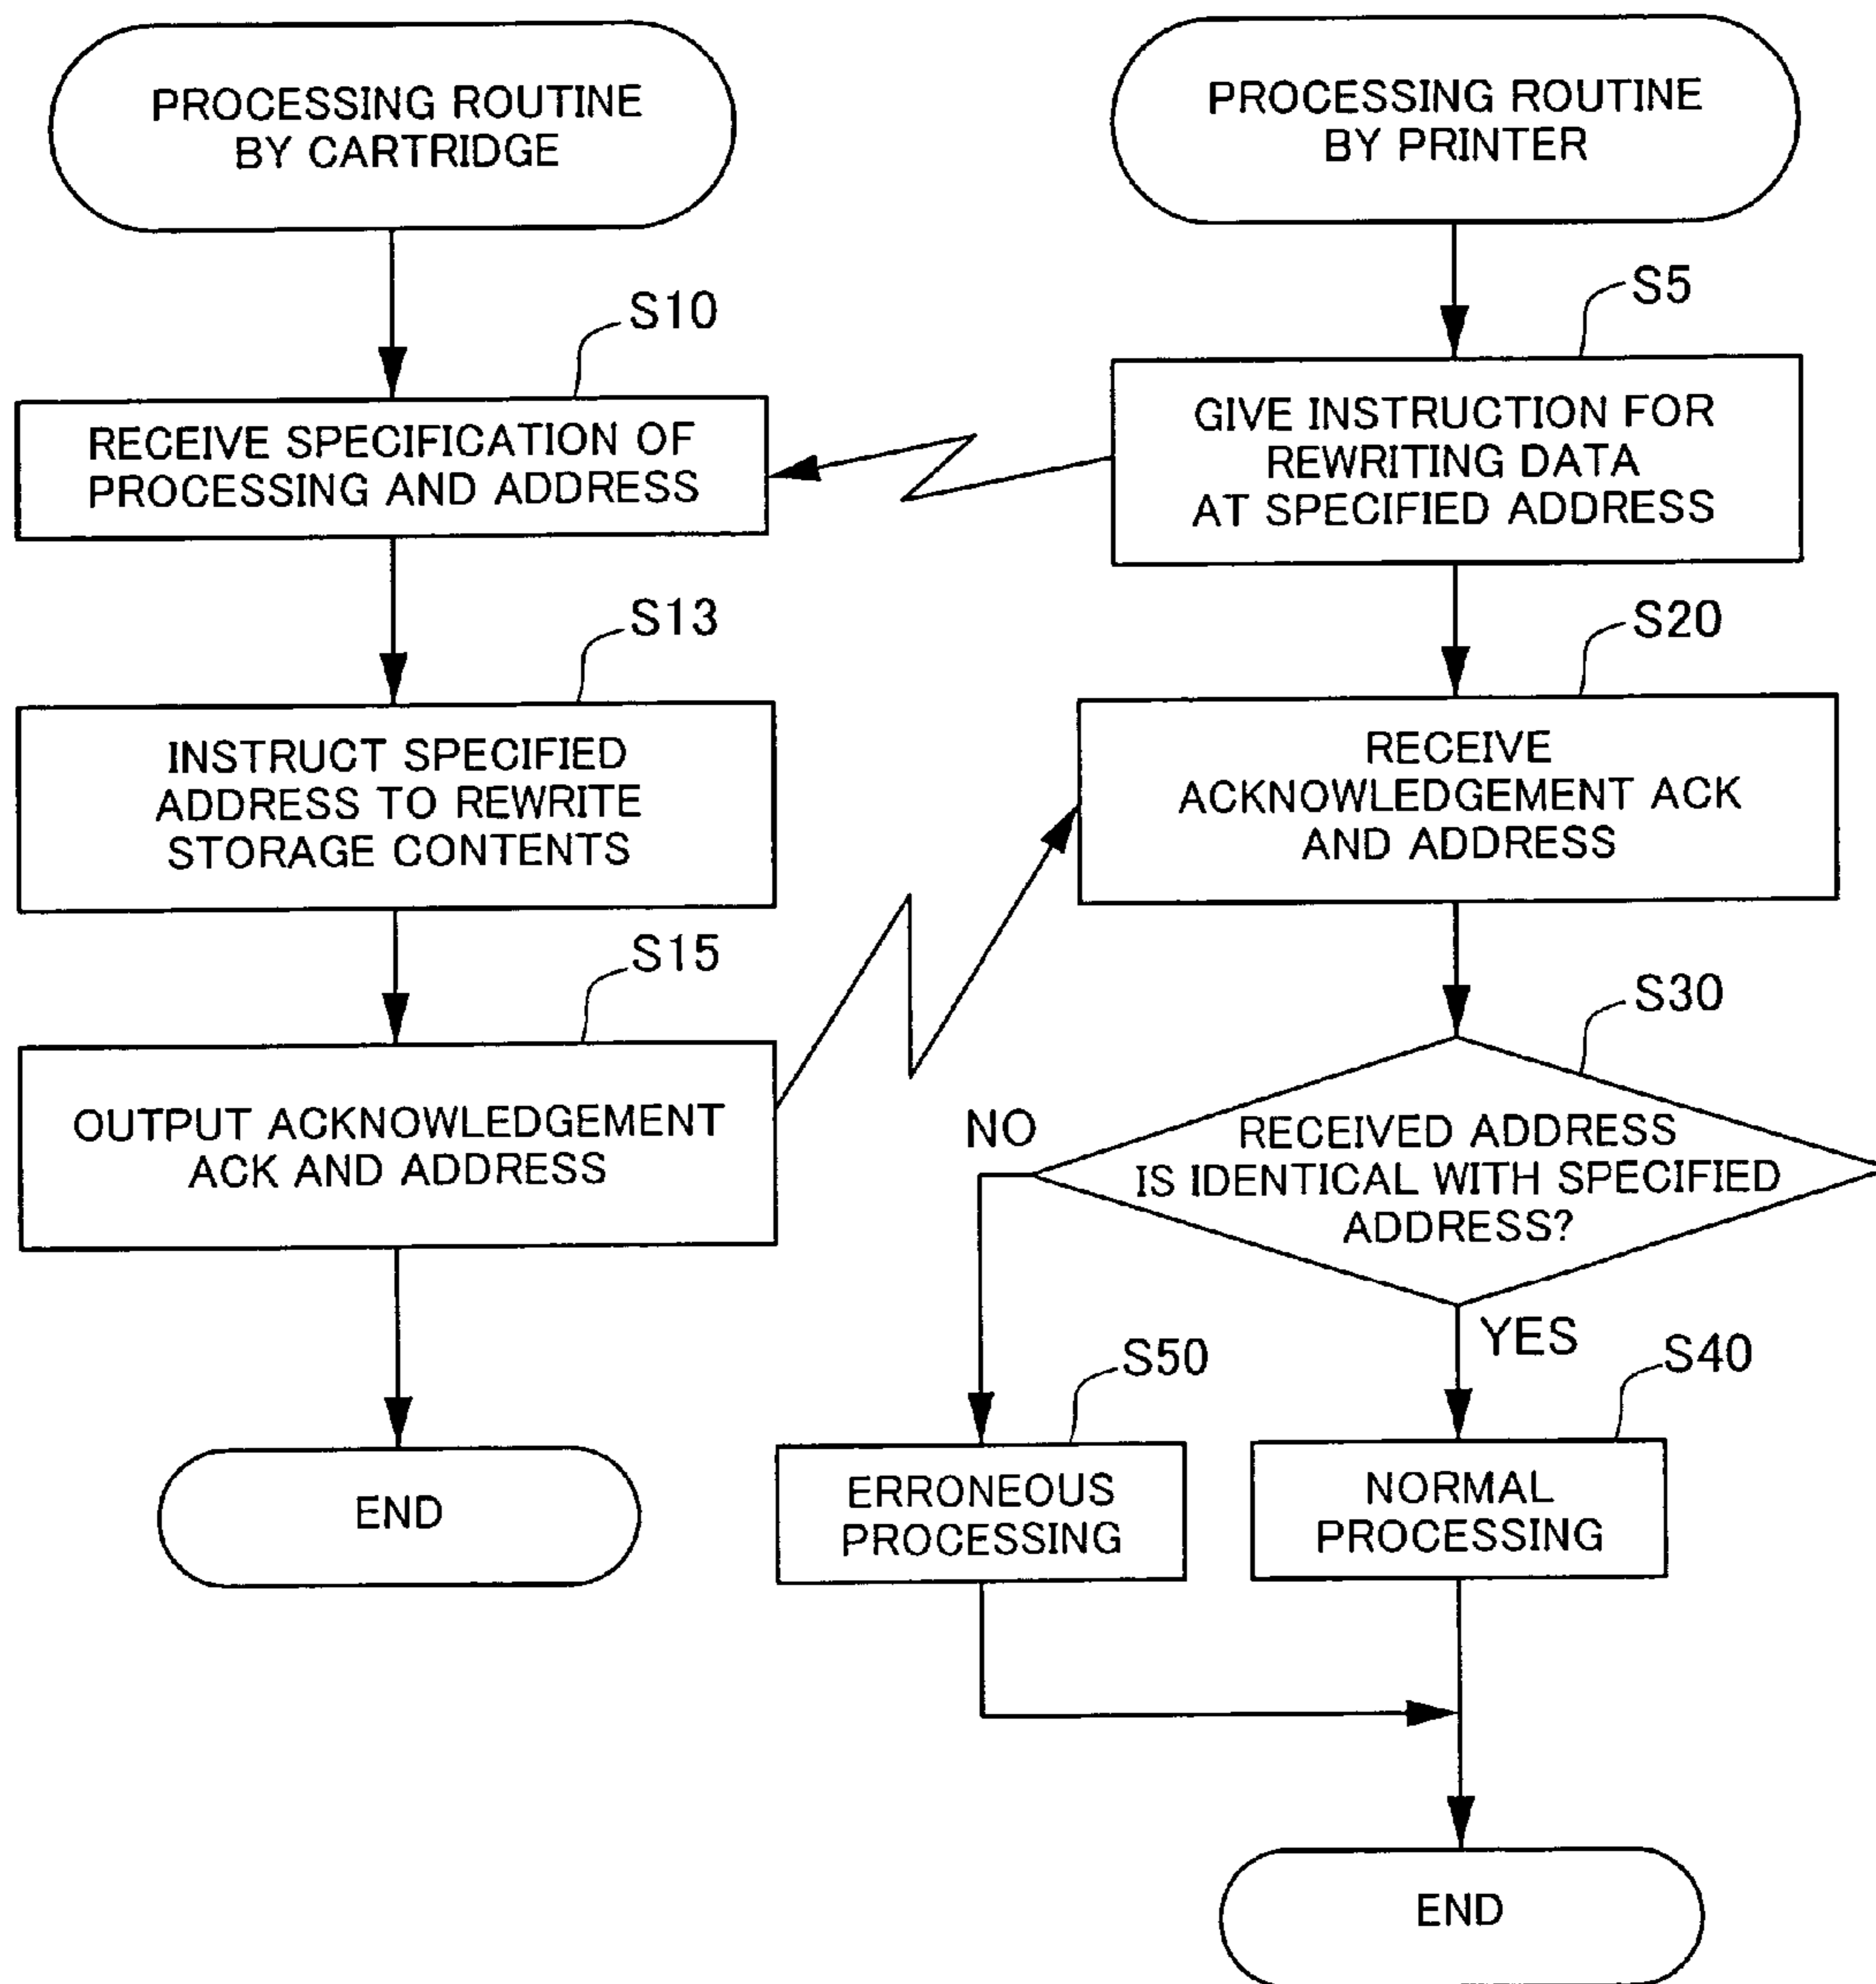 PROCESSING ROUTINE
BY CARTRIDGE
S10
RECEIVE SPECIFICATION OF
PROCESSING AND ADDRESS
S13
INSTRUCT SPECIFIED
ADDRESS TO REWRITE
STORAGE CONTENTS
S15
OUTPUT ACKNOWLEDGEMENT
ACK AND ADDRESS
END
PROCESSING ROUTINE
BY PRINTER
S5
GIVE INSTRUCTION FOR
REWRITING DATA
AT SPECIFIED ADDRESS
S20
RECEIVE
ACKNOWLEDGEMENT ACK
AND ADDRESS
S30
RECEIVED ADDRESS
IS IDENTICAL WITH SPECIFIED
ADDRESS?
NO
YES
S50
ERRONEOUS
PROCESSING
S40
NORMAL
PROCESSING
END